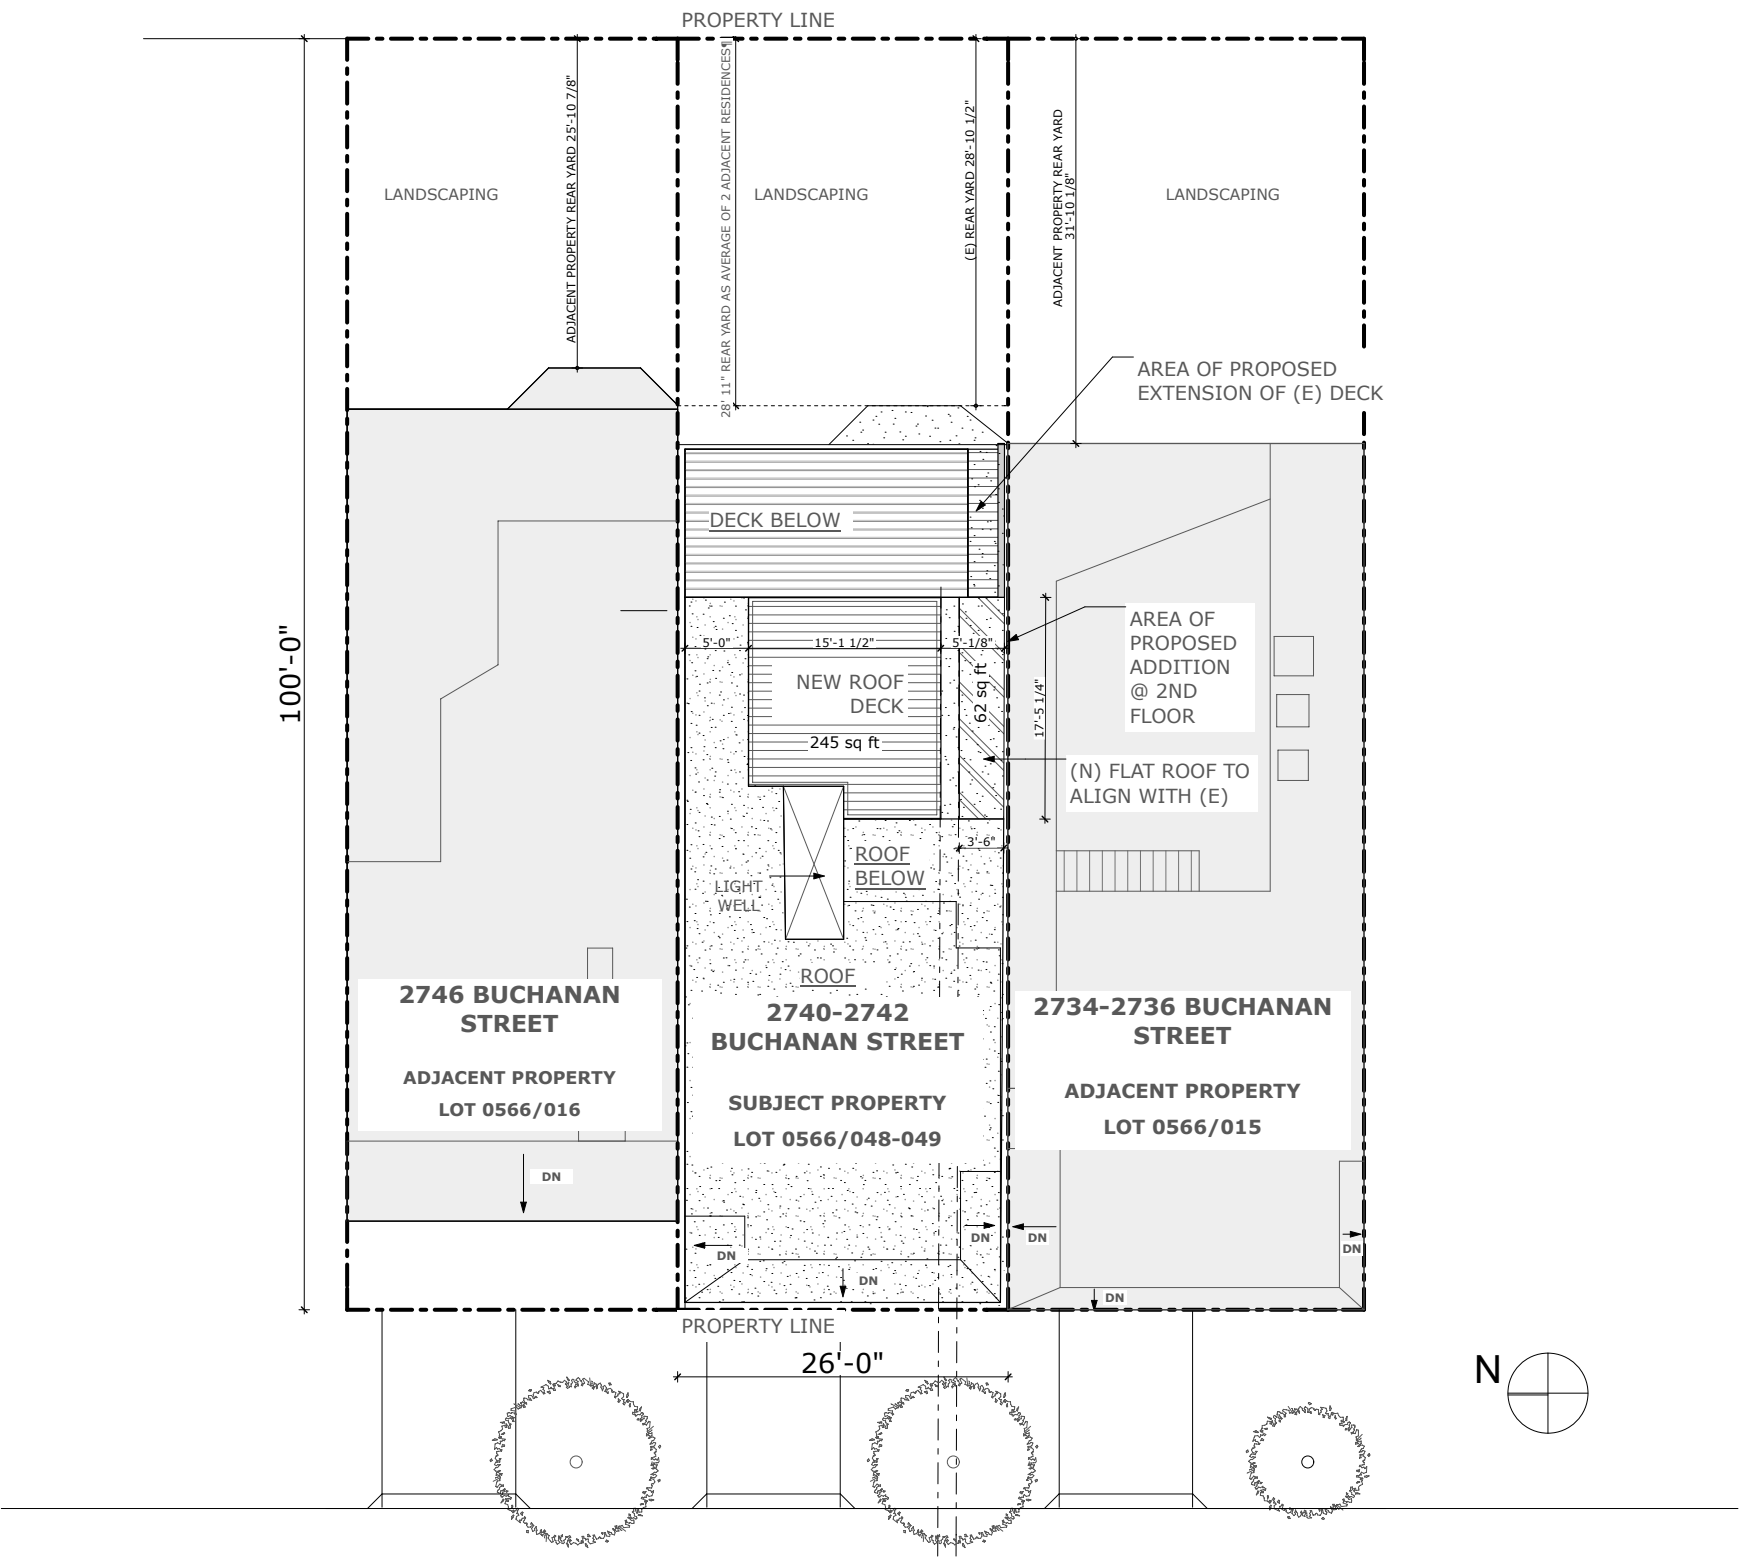 PROPERTY LINE
ADJACENT PROPERTY REAR YARD 25'-10 7/8"
28' 11" REAR YARD AS AVERAGE OF 2 ADJACENT RESIDENCES¶
(E) REAR YARD 28'-10 1/2"
ADJACENT PROPERTY REAR YARD
31'-10 1/8"
LANDSCAPING
LANDSCAPING
LANDSCAPING
AREA OF PROPOSED
EXTENSION OF (E) DECK
DECK BELOW
100'-0"
5'-0"
15'-1 1/2"
5'-1/8"
AREA OF
PROPOSED
ADDITION
@ 2ND
FLOOR
NEW ROOF
DECK
62 sq ft
17'-5 1/4"
245 sq ft
(N) FLAT ROOF TO
ALIGN WITH (E)
3'-6"
ROOF
BELOW
LIGHT
WELL
ROOF
2746 BUCHANAN
STREET
ADJACENT PROPERTY
LOT 0566/016
2740-2742
BUCHANAN STREET
SUBJECT PROPERTY
LOT 0566/048-049
2734-2736 BUCHANAN
STREET
ADJACENT PROPERTY
LOT 0566/015
DN
DN
DN
DN
DN
DN
DN
PROPERTY LINE
26'-0"
N